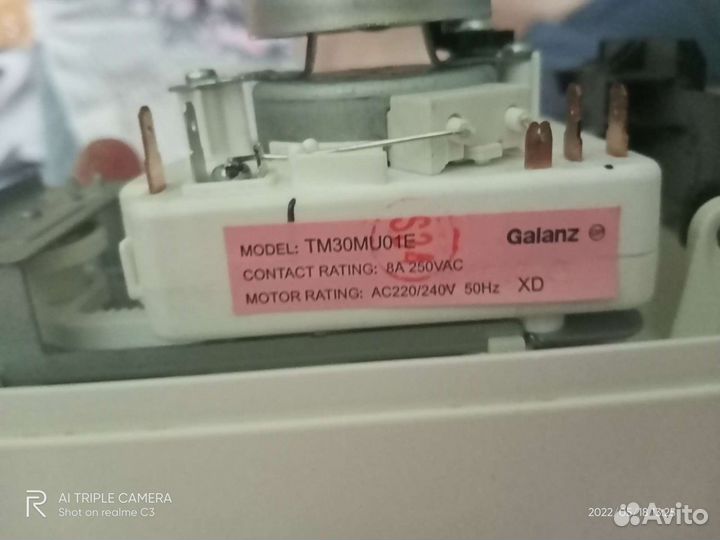 MODEL: TM30MU01E
Galanz
CONTACT RATING: 8A 250VAC
MOTOR RATING: AC220/240V 50Hz XD
R
AI TRIPLE CAMERA
Shot on realme C3
Avito